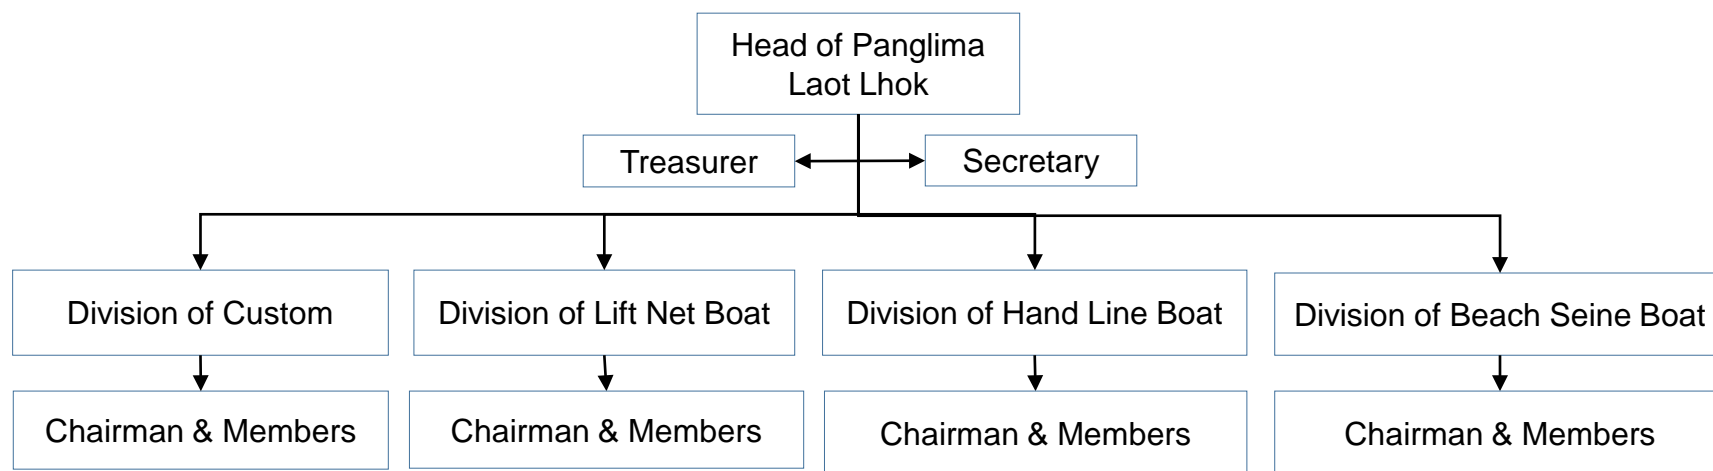 Head of Panglima
Laot Lhok
Treasurer
Secretary
Division of Custom
Division of Lift Net Boat
Division of Hand Line Boat
Division of Beach Seine Boat
Chairman & Members
Chairman & Members
Chairman & Members
Chairman & Members